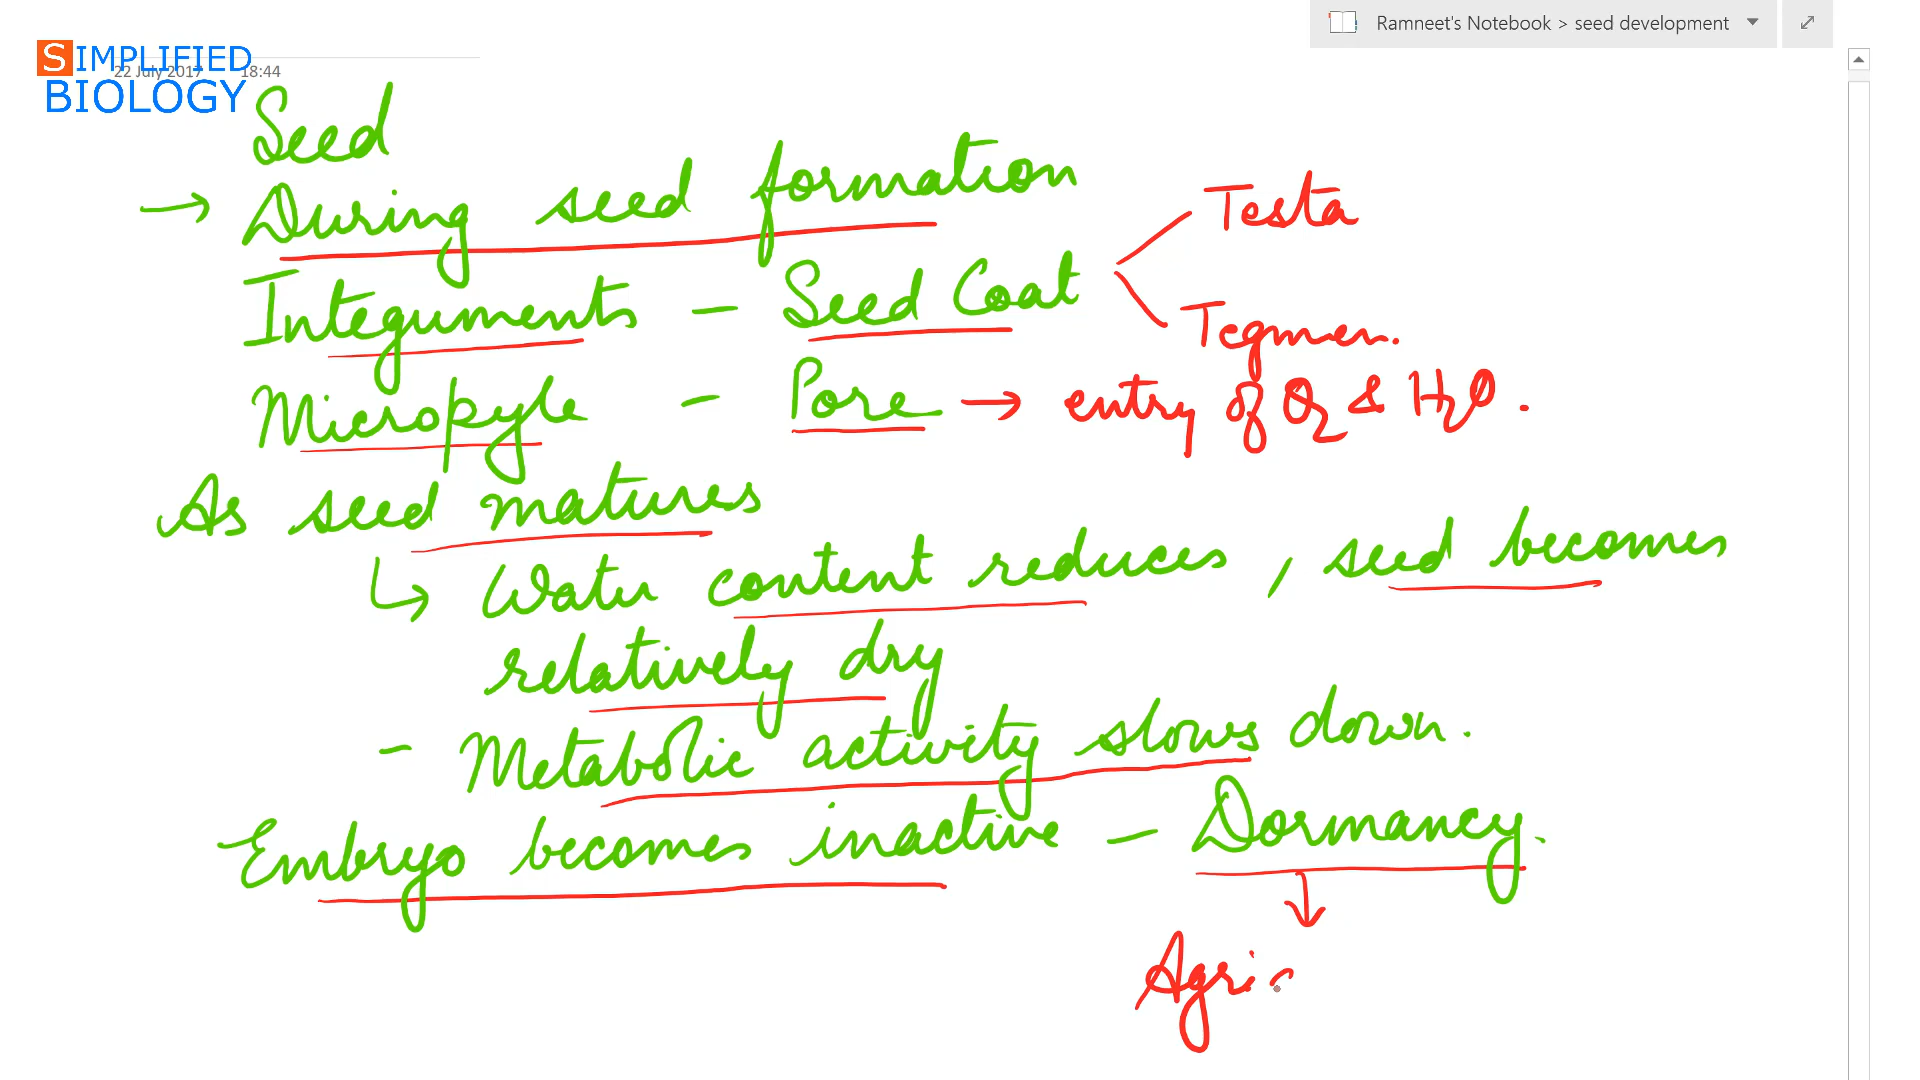 Ramneet's Notebook > seed development
SIMPLIFIED
22 July 2017 18:44
BIOLOGY
Seed
→ During seed formation
Integuments - Seed Coat
Testa
Tegmen.
Micropyle - Pore → entry of O2 & H2O.
As seed matures
↳ Water content reduces, seed becomes
relatively dry
- Metabolic activity slows down.
Embryo becomes inactive - Dormancy.
↓
Agric